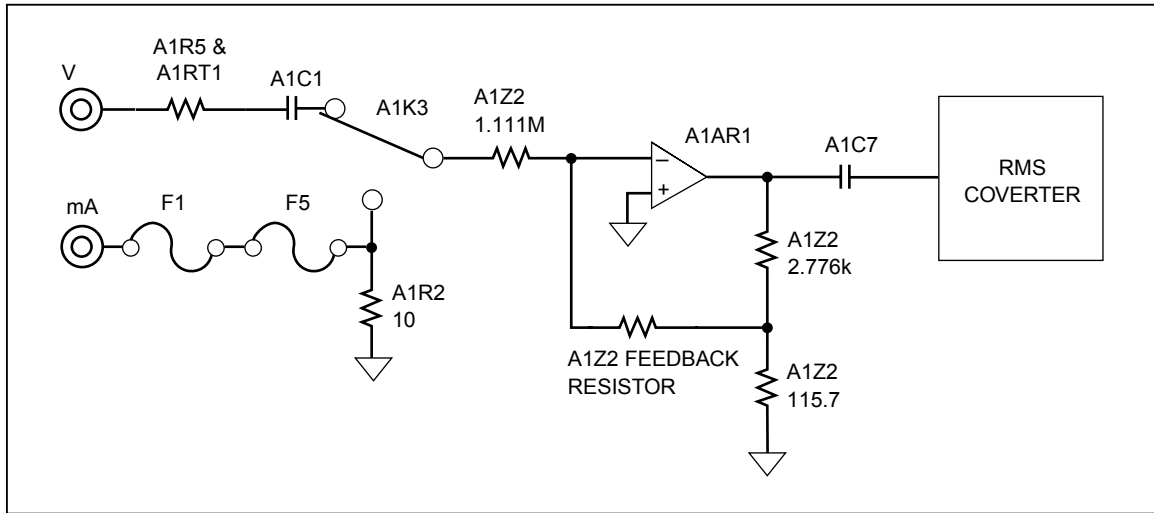 V
A1R5 &
A1RT1
A1C1
A1K3
A1Z2
1.111M
A1AR1
–
+
A1C7
RMS
COVERTER
mA
F1
F5
A1R2
10
A1Z2
2.776k
A1Z2 FEEDBACK
RESISTOR
A1Z2
115.7